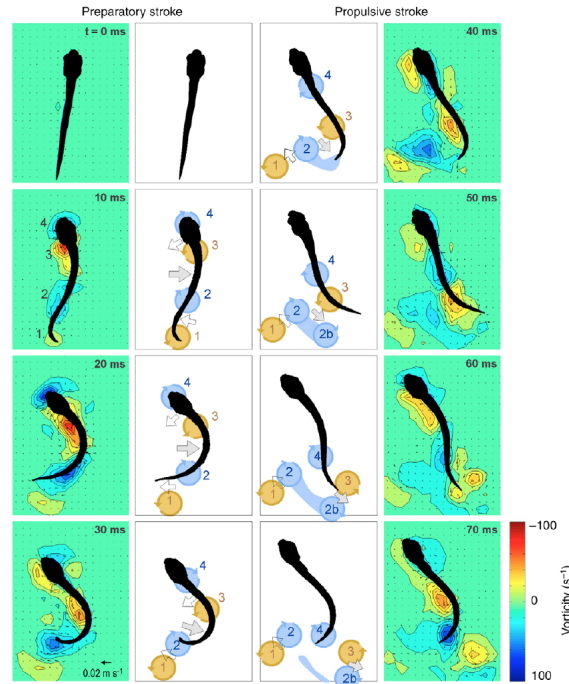 Preparatory stroke
Propulsive stroke
t = 0 ms
40 ms
4
3
2
1
10 ms
50 ms
4
3
2
1
4
3
2
1
4
3
1
2
2b
20 ms
60 ms
4
3
2
1
4
2
3
1
2b
30 ms
70 ms
4
3
2
1
2
4
1
3
2b
0.02 m s⁻¹
–100
0
100
Vorticity (s⁻¹)